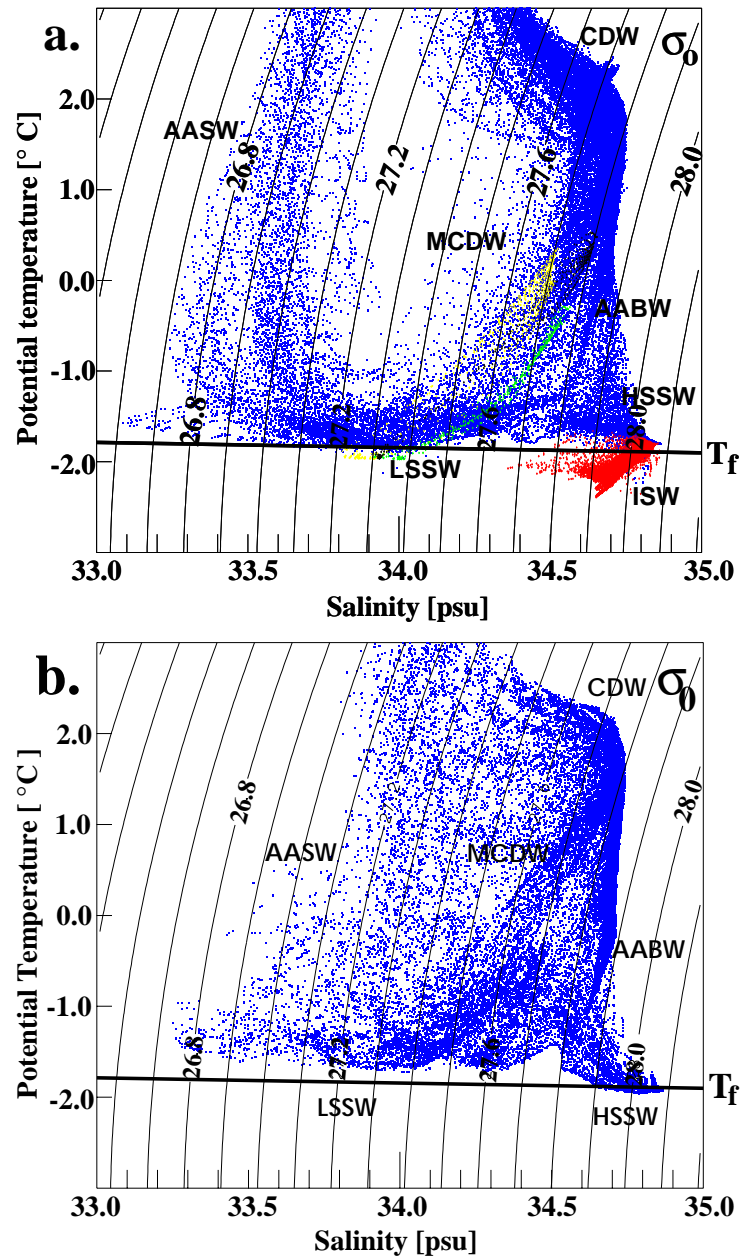 a.
CDW
σo
2.0
AASW
26.8
27.2
27.6
28.0
1.0
MCDW
0.0
AABW
-1.0
HSSW
26.8
27.2
27.6
28.0
Tf
-2.0
LSSW
ISW
33.0
33.5
34.0
34.5
35.0
Salinity [psu]
Potential temperature [° C]
b.
CDW
σ0
2.0
26.8
28.0
1.0
AASW
MCDW
0.0
AABW
-1.0
26.8
27.2
27.6
28.0
Tf
-2.0
LSSW
HSSW
33.0
33.5
34.0
34.5
35.0
Salinity [psu]
Potential Temperature [ °C ]